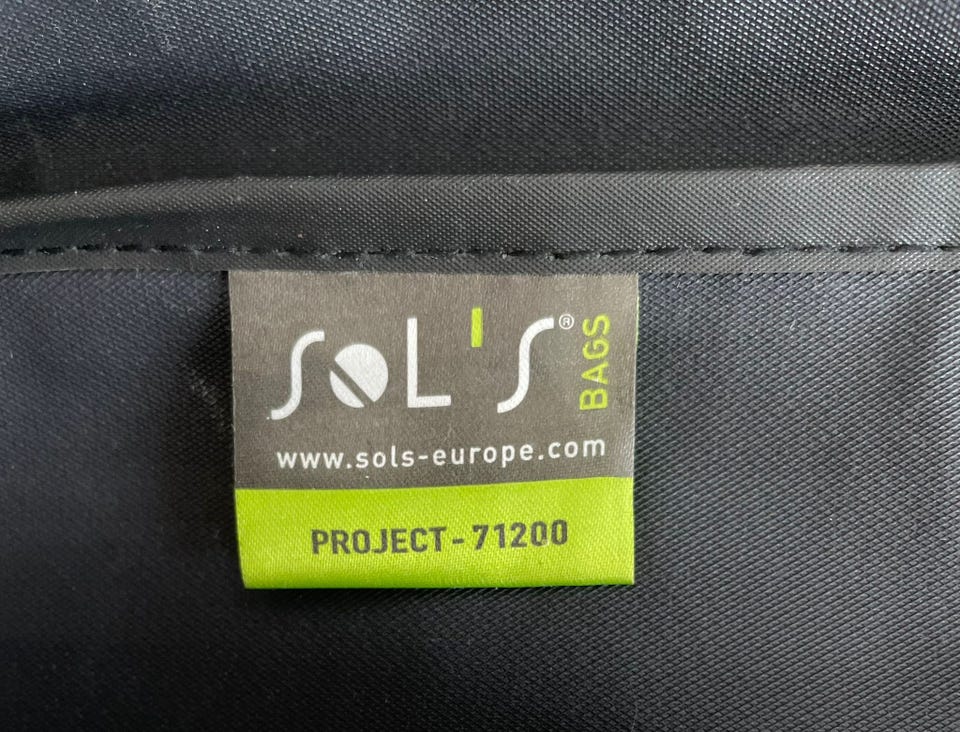 SOL'S® BAGS
www.sols-europe.com
PROJECT - 71200